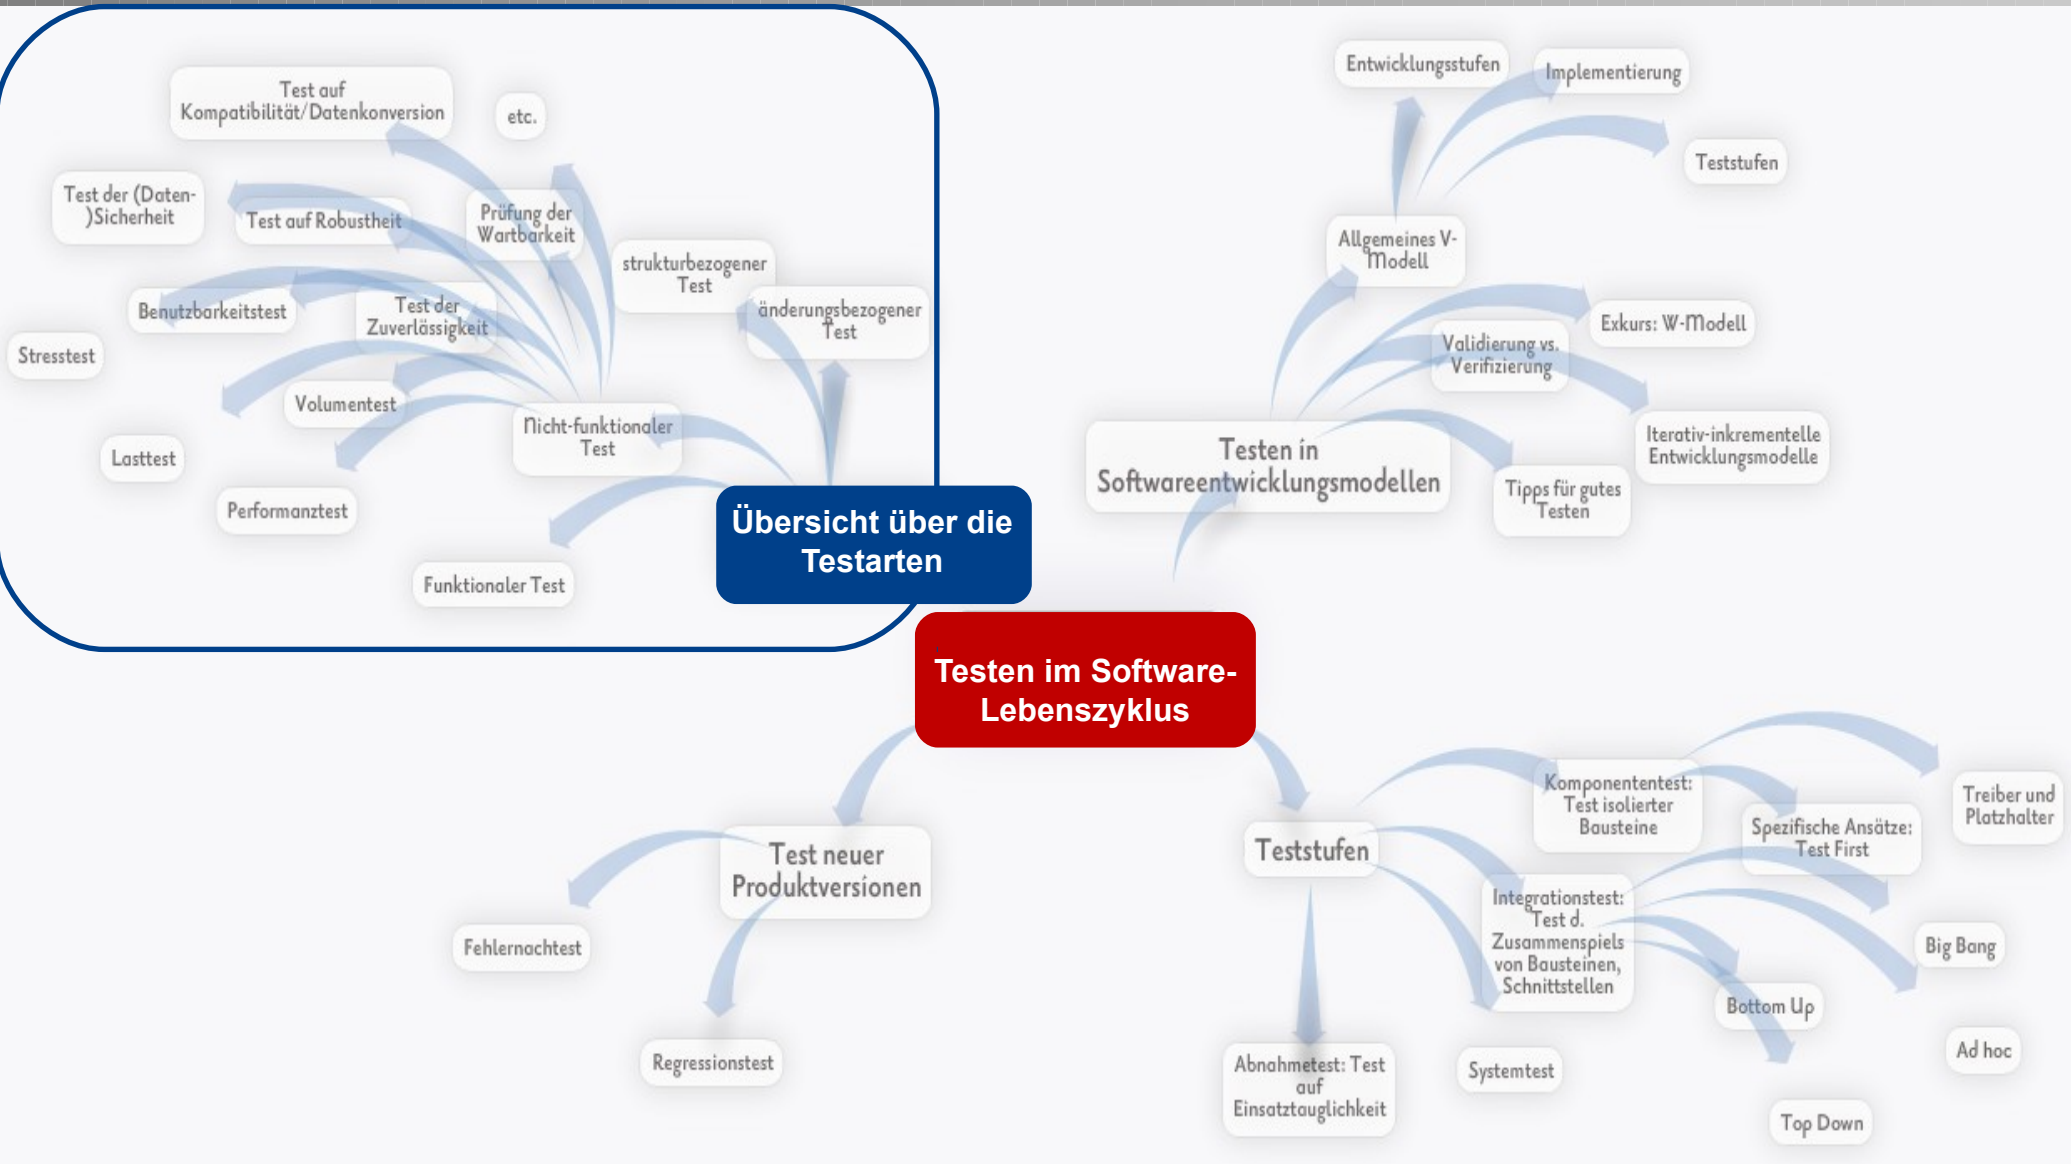 Test auf
Kompatibilität/Datenkonversion
etc.
Test der (Daten-
)Sicherheit
Test auf Robustheit
Prüfung der
Wartbarkeit
strukturbezogener
Test
änderungsbezogener
Test
Benutzbarkeitstest
Test der
Zuverlässigkeit
Stresstest
Volumentest
Nicht-funktionaler
Test
Lasttest
Performanztest
Funktionaler Test
Übersicht über die
Testarten
Entwicklungsstufen
Implementierung
Teststufen
Allgemeines V-
Modell
Exkurs: W-Modell
Validierung vs.
Verifizierung
Iterativ-inkrementelle
Entwicklungsmodelle
Testen in
Softwareentwicklungsmodellen
Tipps für gutes
Testen
Testen im Software-
Lebenszyklus
Test neuer
Produktversionen
Fehlernachtest
Regressionstest
Teststufen
Komponententest:
Test isolierter
Bausteine
Treiber und
Platzhalter
Spezifische Ansätze:
Test First
Integrationstest:
Test d.
Zusammenspiels
von Bausteinen,
Schnittstellen
Big Bang
Bottom Up
Ad hoc
Top Down
Systemtest
Abnahmetest: Test
auf
Einsatztauglichkeit